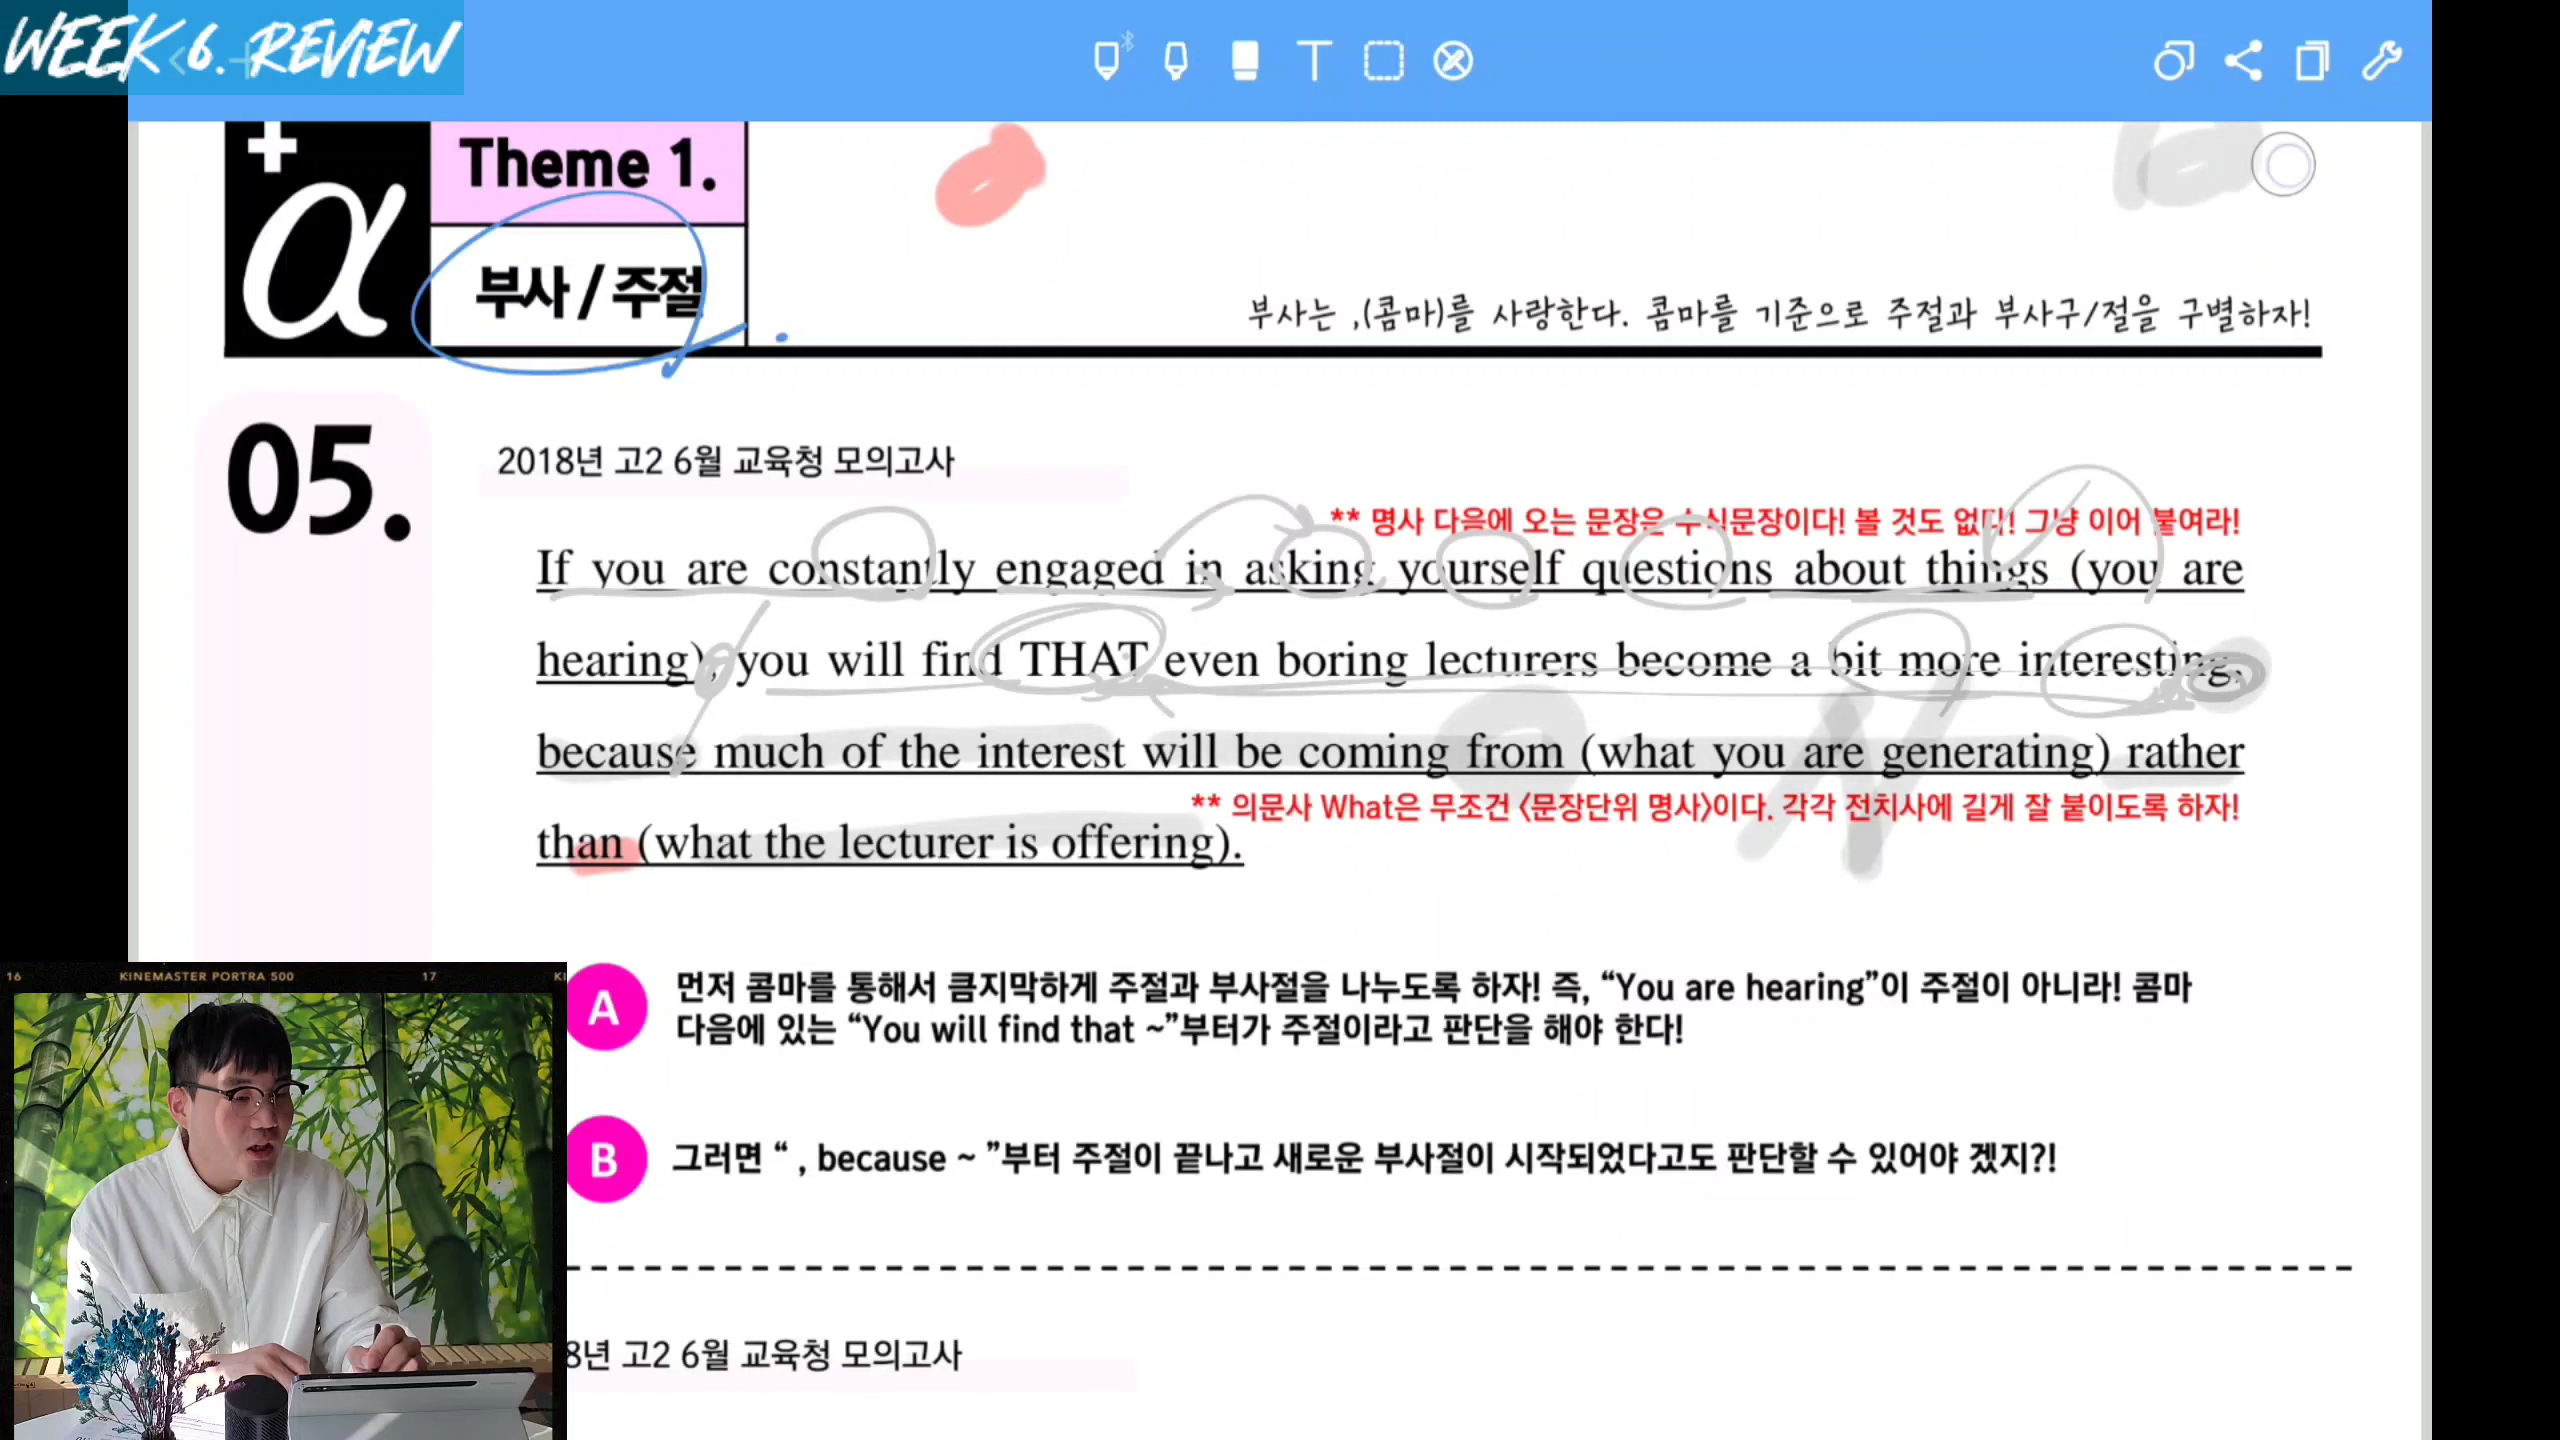 WEEK 6. REVIEW
+
α
Theme 1.
부사 / 주절
부사는 ,(콤마)를 사랑한다. 콤마를 기준으로 주절과 부사구/절을 구별하자!
05.
2018년 고2 6월 교육청 모의고사
** 명사 다음에 오는 문장은 수식문장이다! 볼 것도 없다! 그냥 이어 붙여라!
If you are constantly engaged in asking yourself questions about things (you are
hearing), you will find THAT even boring lecturers become a bit more interesting,
because much of the interest will be coming from (what you are generating) rather
** 의문사 What은 무조건 <문장단위 명사>이다. 각각 전치사에 길게 잘 붙이도록 하자!
than (what the lecturer is offering).
16 KINEMASTER PORTRA 500 17 KI
A 먼저 콤마를 통해서 큼지막하게 주절과 부사절을 나누도록 하자! 즉, “You are hearing”이 주절이 아니라! 콤마
다음에 있는 “You will find that ~”부터가 주절이라고 판단을 해야 한다!
B 그러면 “ , because ~ ”부터 주절이 끝나고 새로운 부사절이 시작되었다고도 판단할 수 있어야 겠지?!
8년 고2 6월 교육청 모의고사